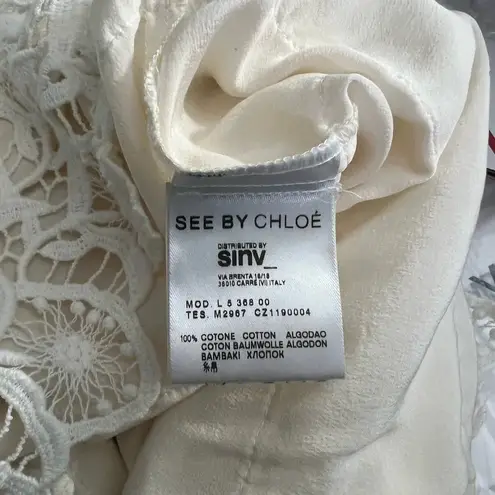 SEE BY CHLOÉ
DISTRIBUTED BY
sinv_
VIA BRENTA 16/18
36010 CARRÉ (VI) ITALY
MOD. L 5 368 00
TES. M2967 CZ1190004
100% COTONE COTTON ALGODAO
COTON BAUMWOLLE ALGODON
BAMBAKI ХЛОПОК